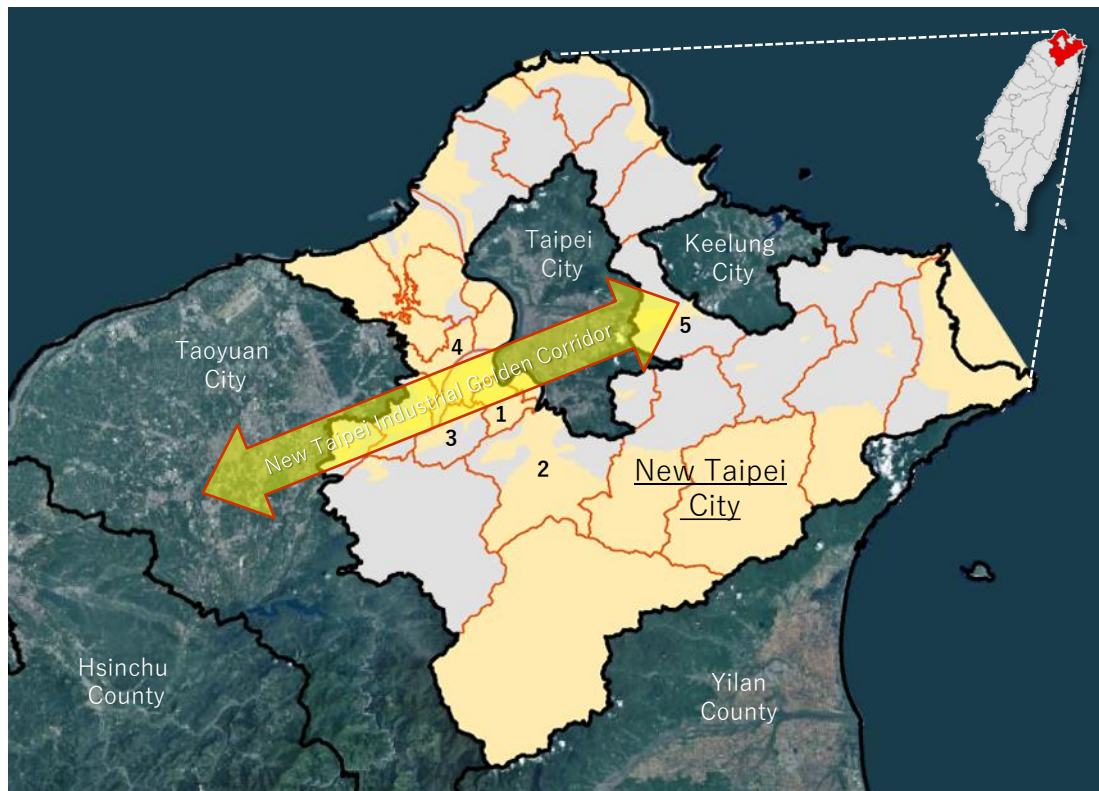 Taipei
City
Keelung
City
Taoyuan
City
New Taipei Industrial Golden Corridor
5
4
1
3
2
New Taipei
City
Hsinchu
County
Yilan
County